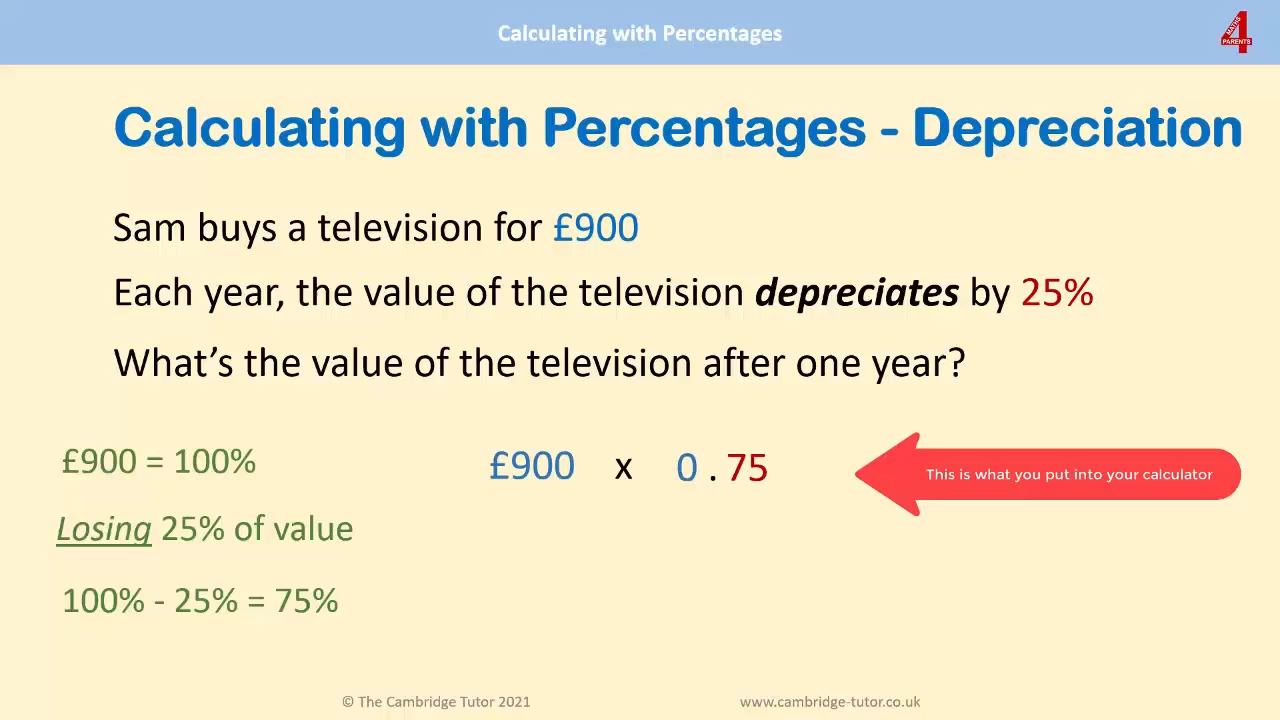 Calculating with Percentages
4
MATHS
PARENTS
Calculating with Percentages - Depreciation
Sam buys a television for £900
Each year, the value of the television depreciates by 25%
What's the value of the television after one year?
£900 = 100%
£900 x 0.75
This is what you put into your calculator
Losing 25% of value
100% - 25% = 75%
© The Cambridge Tutor 2021
www.cambridge-tutor.co.uk